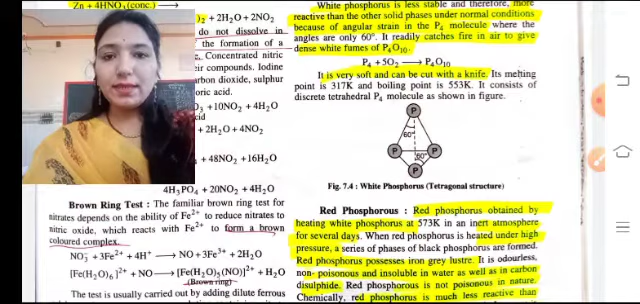 Zn + 4HNO₃(conc.) ⟶
)₂ + 2H₂O + 2NO₂
do not dissolve in
the formation of a
Concentrated nitric
eir compounds. Iodine
rbon dioxide, sulphur
oric acid.
+10NO₂ + 4H₂O
cid
+ 2H₂O + 4NO₂
+ 48NO₂ + 16H₂O
4H₃PO₄ + 20NO₂ + 4H₂O
Brown Ring Test : The familiar brown ring test for
nitrates depends on the ability of Fe²⁺ to reduce nitrates to
nitric oxide, which reacts with Fe²⁺ to form a brown
coloured complex.
NO₃⁻ + 3Fe²⁺ + 4H⁺ ⟶ NO + 3Fe³⁺ + 2H₂O
[Fe(H₂O)₆]²⁺ + NO ⟶ [Fe(H₂O)₅(NO)]²⁺ + H₂O
(Brown ring)
The test is usually carried out by adding dilute ferrous
White phosphorus is less stable and therefore, more
reactive than the other solid phases under normal conditions
because of angular strain in the P₄ molecule where the
angles are only 60°. It readily catches fire in air to give
dense white fumes of P₄O₁₀.
P₄ + 5O₂ ⟶ P₄O₁₀
It is very soft and can be cut with a knife. Its melting
point is 317K and boiling point is 553K. It consists of
discrete tetrahedral P₄ molecule as shown in figure.
P
60°
P 60° P
P
Fig. 7.4 : White Phosphorus (Tetragonal structure)
Red Phosphorous : Red phosphorus obtained by
heating white phosphorus at 573K in an inert atmosphere
for several days. When red phosphorus is heated under high
pressure, a series of phases of black phosphorus are formed.
Red phosphorus possesses iron grey lustre. It is odourless,
non- poisonous and insoluble in water as well as in carbon
disulphide. Red phosphorous is not poisonous in nature.
Chemically, red phosphorus is much less reactive than